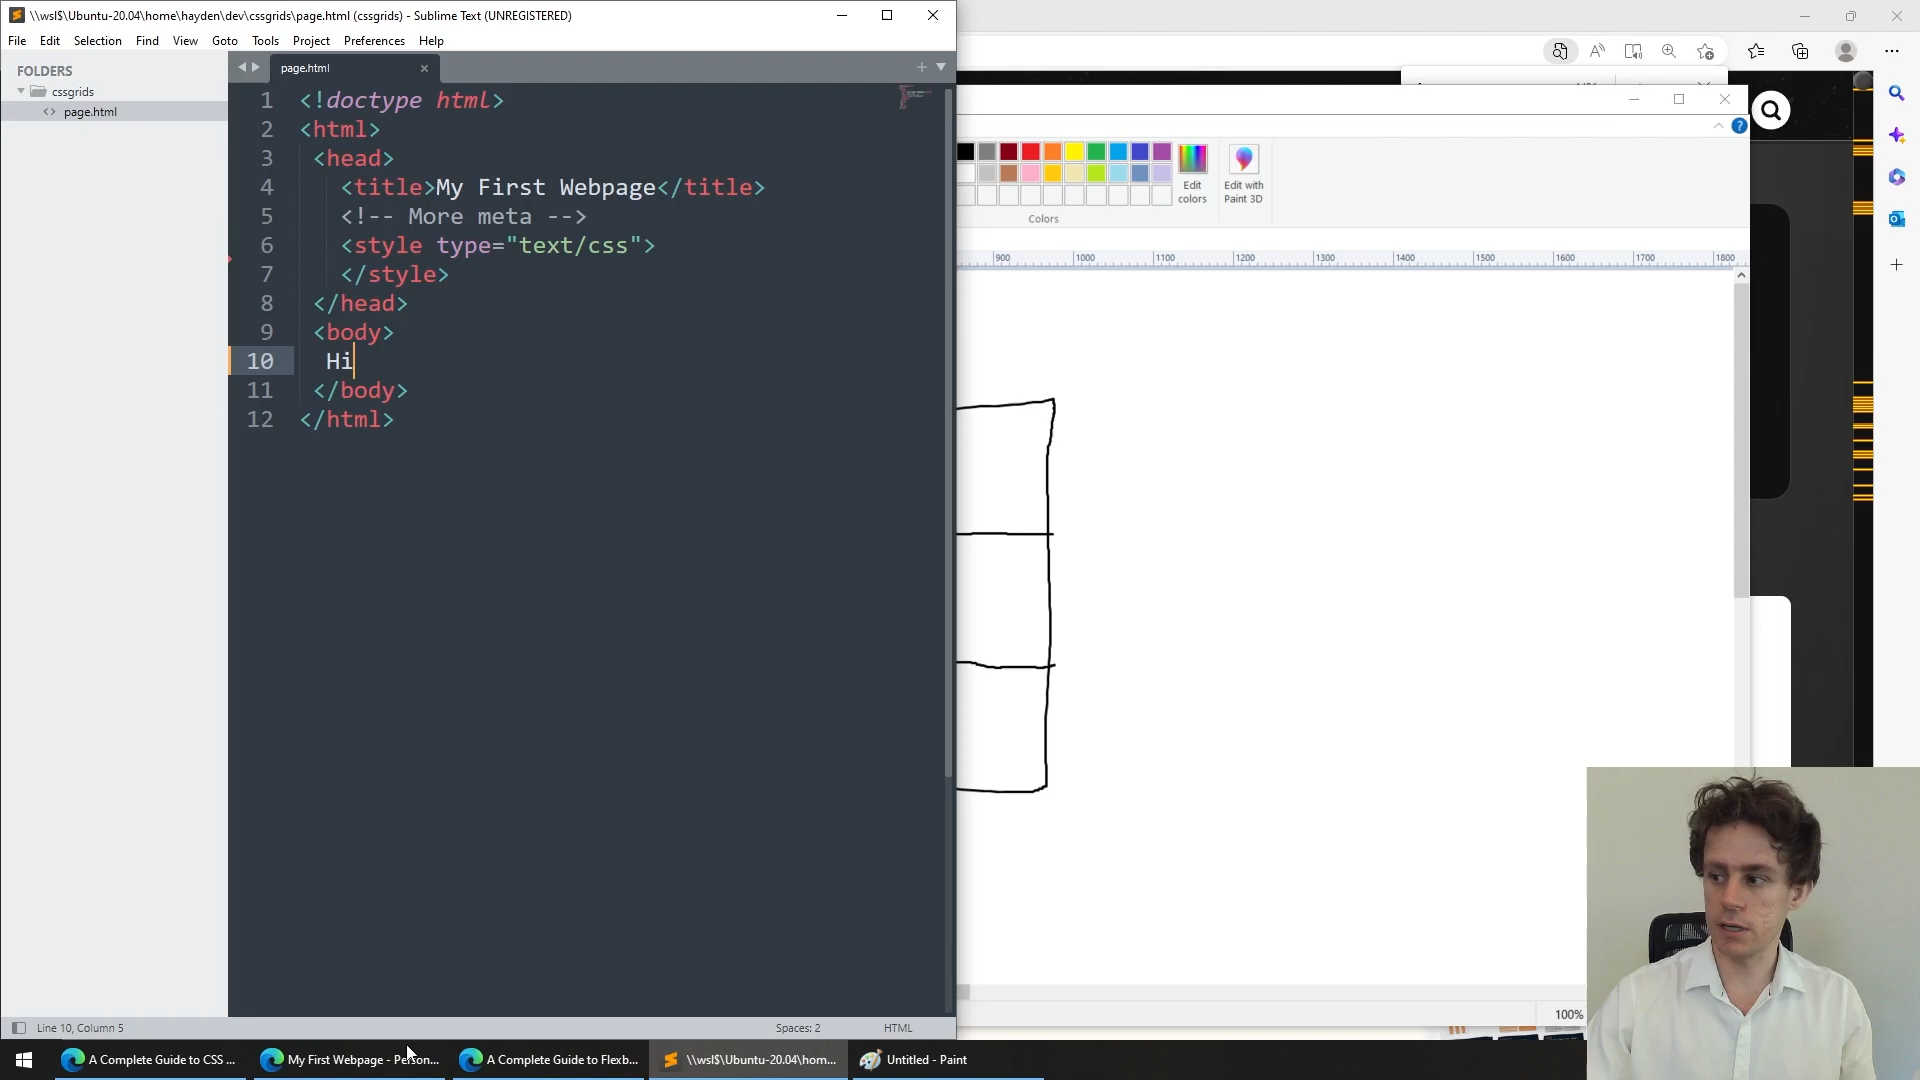 \\wsl$\Ubuntu-20.04\home\hayden\dev\cssgrids\page.html (cssgrids) - Sublime Text (UNREGISTERED)
File Edit Selection Find View Goto Tools Project Preferences Help
FOLDERS
cssgrids
<> page.html
page.html
1 <!doctype html>
2 <html>
3 <head>
4 <title>My First Webpage</title>
5 <!-- More meta -->
6 <style type="text/css">
7 </style>
8 </head>
9 <body>
10 Hi
11 </body>
12 </html>
Line 10, Column 5
Spaces: 2
HTML
Edit colors
Edit with Paint 3D
Colors
900 1000 1100 1200 1300 1400 1500 1600 1700 1800
100%
A Complete Guide to CSS ...
My First Webpage - Person...
A Complete Guide to Flexb...
\\wsl$\Ubuntu-20.04\hom...
Untitled - Paint